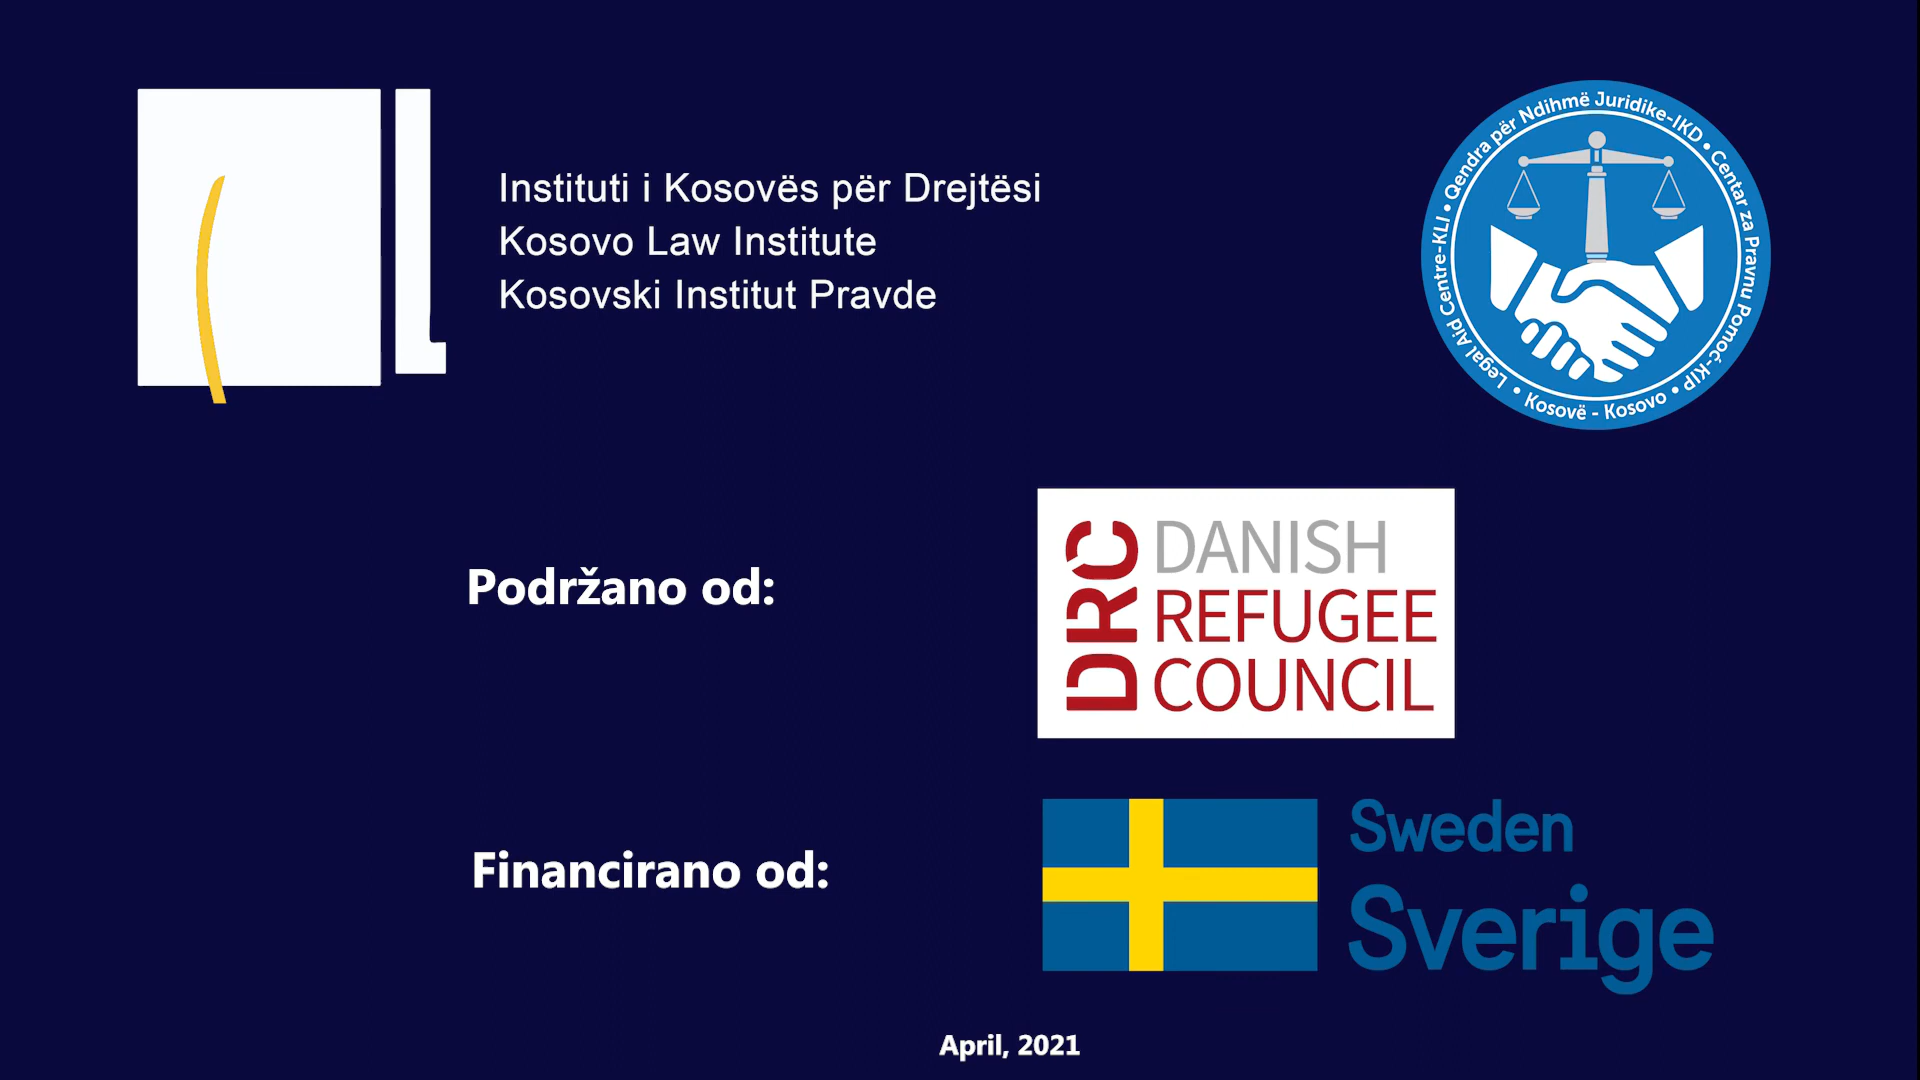 Instituti i Kosovës për Drejtësi
Kosovo Law Institute
Kosovski Institut Pravde
• Qendra për Ndihmë Juridike-IKD • Centar za Pravnu Pomoć-KIP • Legal Aid Centre-KLI
• Kosovë - Kosovo •
Podržano od:
DRC
DANISH
REFUGEE
COUNCIL
Financirano od:
Sweden
Sverige
April, 2021